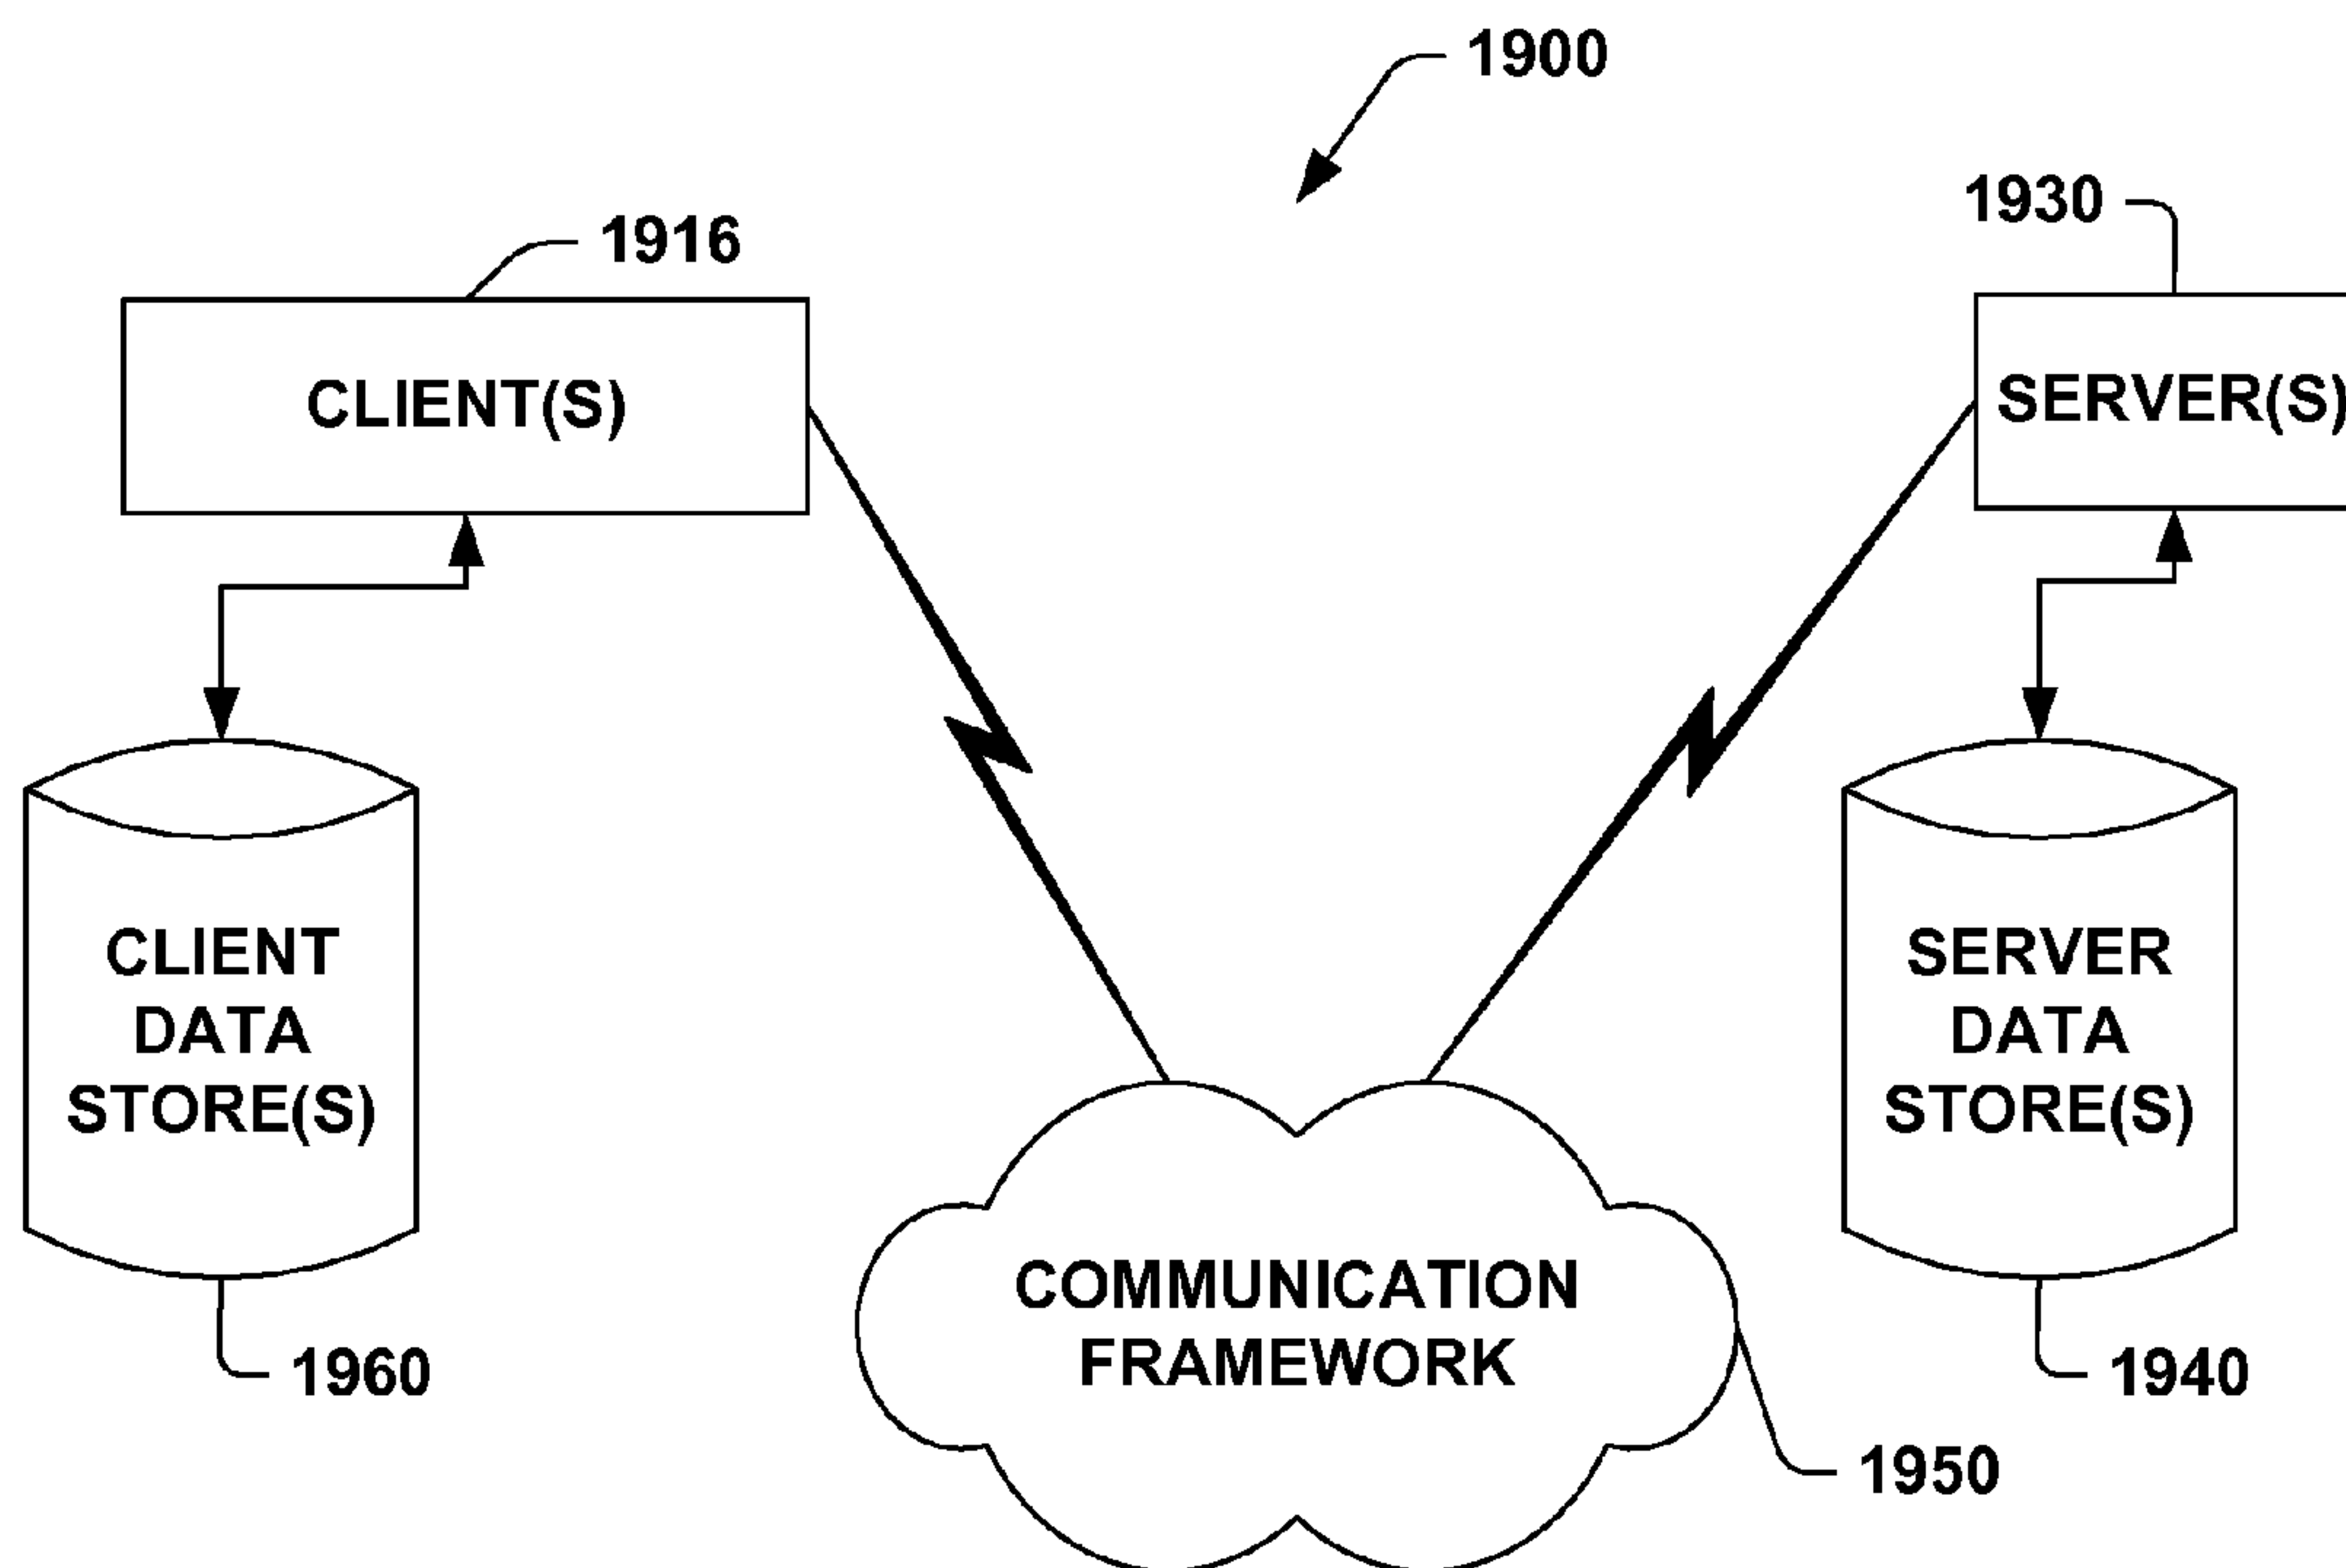 1900
1930
1916
CLIENT(S)
SERVER(S)
CLIENT
DATA
STORE(S)
SERVER
DATA
STORE(S)
COMMUNICATION
FRAMEWORK
1960
1940
1950